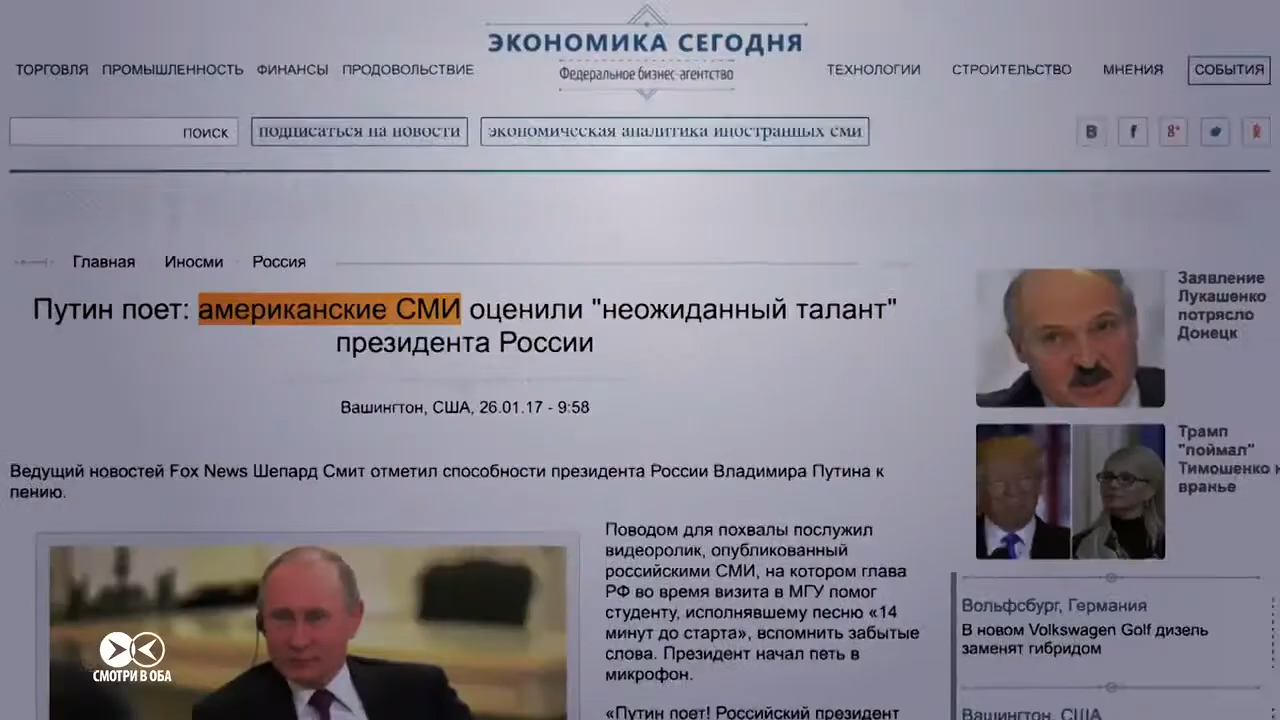 ЭКОНОМИКА СЕГОДНЯ
Федеральное бизнес-агентство
ТОРГОВЛЯ ПРОМЫШЛЕННОСТЬ ФИНАНСЫ ПРОДОВОЛЬСТВИЕ ТЕХНОЛОГИИ СТРОИТЕЛЬСТВО МНЕНИЯ СОБЫТИЯ
ПОИСК подписаться на новости экономическая аналитика иностранных сми В f g+
Главная Иносми Россия
Путин поет: американские СМИ оценили "неожиданный талант"
президента России
Вашингтон, США, 26.01.17 - 9:58
Ведущий новостей Fox News Шепард Смит отметил способности президента России Владимира Путина к
пению.
Поводом для похвалы послужил
видеоролик, опубликованный
российскими СМИ, на котором глава
РФ во время визита в МГУ помог
студенту, исполнявшему песню «14
минут до старта», вспомнить забытые
слова. Президент начал петь в
микрофон.
«Путин поет! Российский президент
Заявление
Лукашенко
потрясло
Донецк
Трамп
"поймал"
Тимошенко н
вранье
Вольфсбург, Германия
В новом Volkswagen Golf дизель
заменят гибридом
Вашингтон, США
СМОТРИ В ОБА